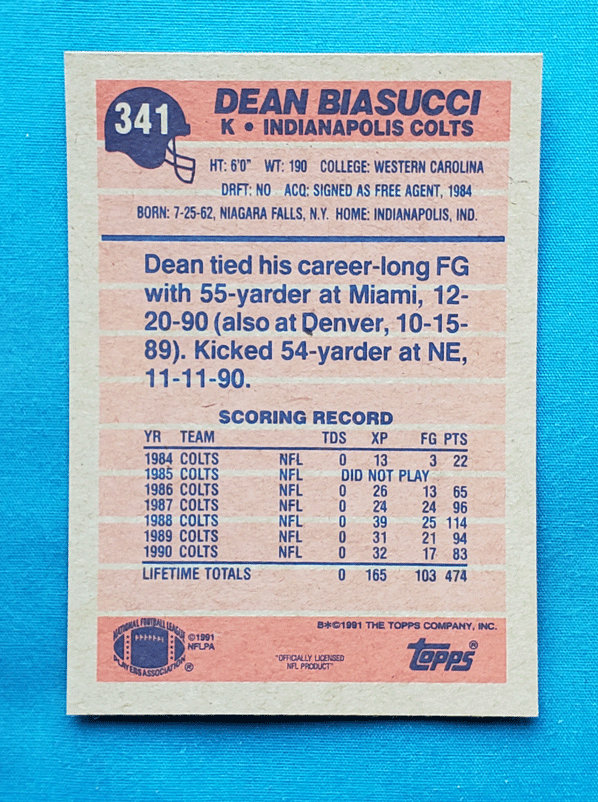 341
DEAN BIASUCCI
K • INDIANAPOLIS COLTS
HT: 6'0" WT: 190 COLLEGE: WESTERN CAROLINA
DRFT: NO ACQ: SIGNED AS FREE AGENT, 1984
BORN: 7-25-62, NIAGARA FALLS, N.Y. HOME: INDIANAPOLIS, IND.
Dean tied his career-long FG
with 55-yarder at Miami, 12-
20-90 (also at Denver, 10-15-
89). Kicked 54-yarder at NE,
11-11-90.
SCORING RECORD
YR TEAM TDS XP FG PTS
1984 COLTS NFL 0 13 3 22
1985 COLTS NFL DID NOT PLAY
1986 COLTS NFL 0 26 13 65
1987 COLTS NFL 0 24 24 96
1988 COLTS NFL 0 39 25 114
1989 COLTS NFL 0 31 21 94
1990 COLTS NFL 0 32 17 83
LIFETIME TOTALS 0 165 103 474
B*©1991 THE TOPPS COMPANY, INC.
NATIONAL FOOTBALL LEAGUE
PLAYERS ASSOCIATION ®
©1991
NFLPA
"OFFICIALLY LICENSED
NFL PRODUCT"
topps®